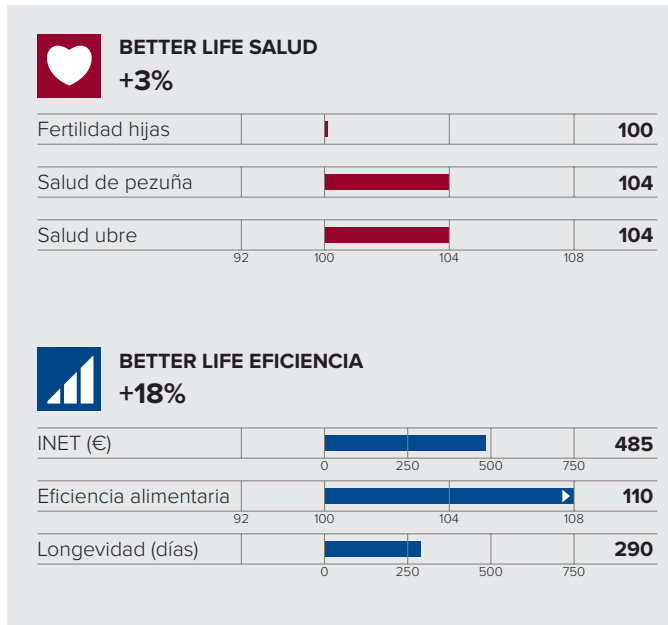 BETTER LIFE SALUD
+3%
Fertilidad hijas 100
Salud de pezuña 104
Salud ubre 104
92 100 104 108
BETTER LIFE EFICIENCIA
+18%
INET (€) 485
0 250 500 750
Eficiencia alimentaria 110
92 100 104 108
Longevidad (días) 290
0 250 500 750